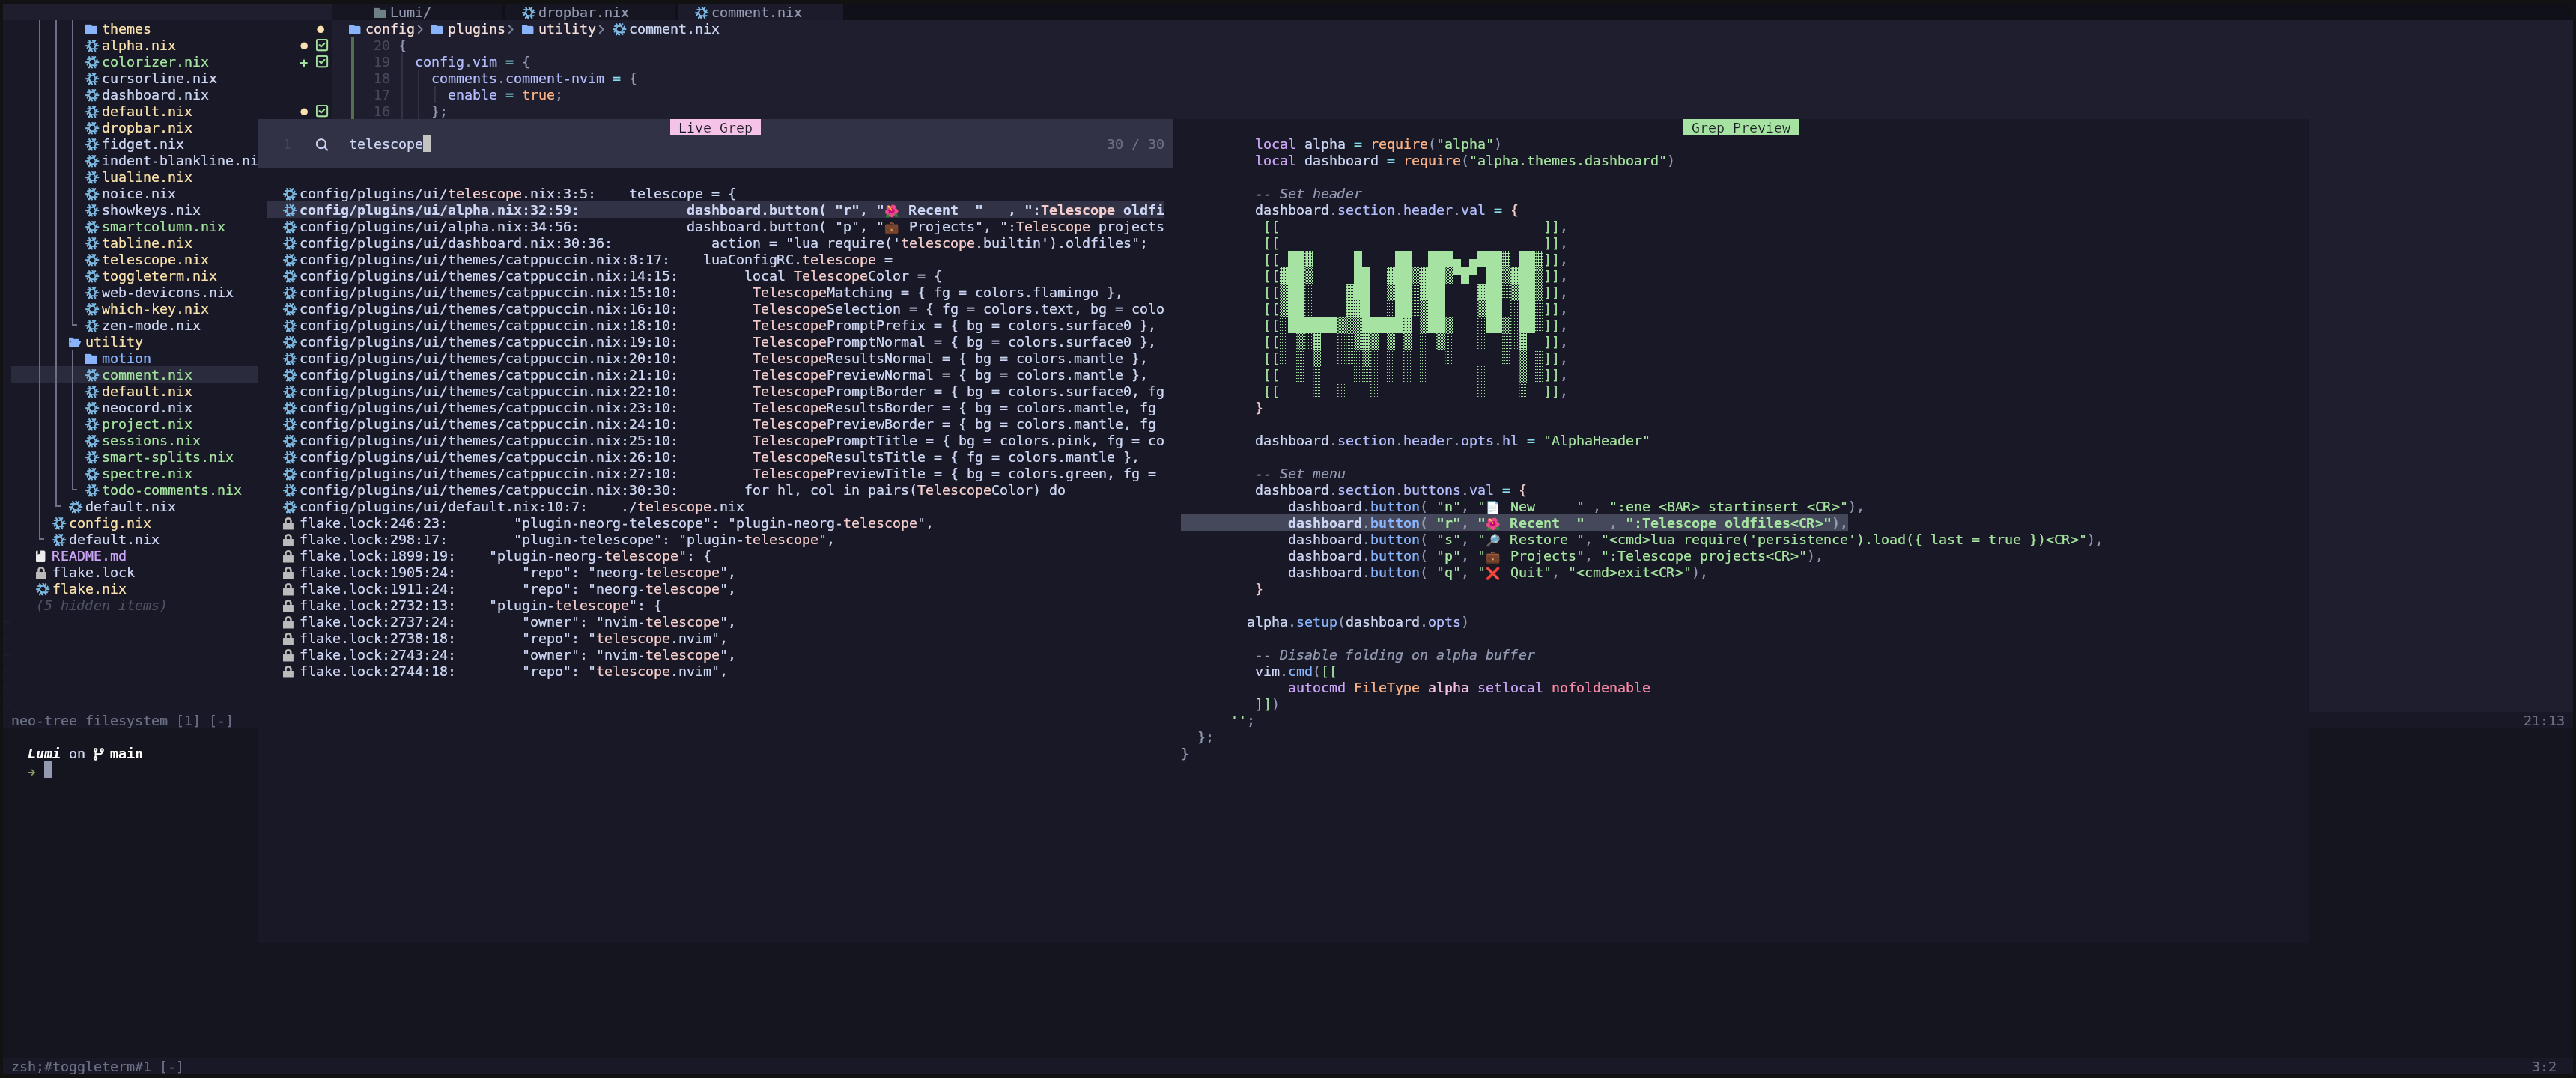 Lumi/ dropbar.nix comment.nix
themes
alpha.nix
colorizer.nix
cursorline.nix
dashboard.nix
default.nix
dropbar.nix
fidget.nix
indent-blankline.ni
lualine.nix
noice.nix
showkeys.nix
smartcolumn.nix
tabline.nix
telescope.nix
toggleterm.nix
web-devicons.nix
which-key.nix
zen-mode.nix
utility
motion
comment.nix
default.nix
neocord.nix
project.nix
sessions.nix
smart-splits.nix
spectre.nix
todo-comments.nix
default.nix
config.nix
default.nix
README.md
flake.lock
flake.nix
(5 hidden items)
neo-tree filesystem [1] [-]
config > plugins > utility > comment.nix
20 {
19 config.vim = {
18 comments.comment-nvim = {
17 enable = true;
16 };
Live Grep
1 telescope 30 / 30
config/plugins/ui/telescope.nix:3:5: telescope = {
config/plugins/ui/alpha.nix:32:59: dashboard.button( "r", "🌺 Recent " , ":Telescope oldfi
config/plugins/ui/alpha.nix:34:56: dashboard.button( "p", "💼 Projects", ":Telescope projects
config/plugins/ui/dashboard.nix:30:36: action = "lua require('telescope.builtin').oldfiles";
config/plugins/ui/themes/catppuccin.nix:8:17: luaConfigRC.telescope =
config/plugins/ui/themes/catppuccin.nix:14:15: local TelescopeColor = {
config/plugins/ui/themes/catppuccin.nix:15:10: TelescopeMatching = { fg = colors.flamingo },
config/plugins/ui/themes/catppuccin.nix:16:10: TelescopeSelection = { fg = colors.text, bg = colo
config/plugins/ui/themes/catppuccin.nix:18:10: TelescopePromptPrefix = { bg = colors.surface0 },
config/plugins/ui/themes/catppuccin.nix:19:10: TelescopePromptNormal = { bg = colors.surface0 },
config/plugins/ui/themes/catppuccin.nix:20:10: TelescopeResultsNormal = { bg = colors.mantle },
config/plugins/ui/themes/catppuccin.nix:21:10: TelescopePreviewNormal = { bg = colors.mantle },
config/plugins/ui/themes/catppuccin.nix:22:10: TelescopePromptBorder = { bg = colors.surface0, fg
config/plugins/ui/themes/catppuccin.nix:23:10: TelescopeResultsBorder = { bg = colors.mantle, fg
config/plugins/ui/themes/catppuccin.nix:24:10: TelescopePreviewBorder = { bg = colors.mantle, fg
config/plugins/ui/themes/catppuccin.nix:25:10: TelescopePromptTitle = { bg = colors.pink, fg = co
config/plugins/ui/themes/catppuccin.nix:26:10: TelescopeResultsTitle = { fg = colors.mantle },
config/plugins/ui/themes/catppuccin.nix:27:10: TelescopePreviewTitle = { bg = colors.green, fg =
config/plugins/ui/themes/catppuccin.nix:30:30: for hl, col in pairs(TelescopeColor) do
config/plugins/ui/default.nix:10:7: ./telescope.nix
flake.lock:246:23: "plugin-neorg-telescope": "plugin-neorg-telescope",
flake.lock:298:17: "plugin-telescope": "plugin-telescope",
flake.lock:1899:19: "plugin-neorg-telescope": {
flake.lock:1905:24: "repo": "neorg-telescope",
flake.lock:1911:24: "repo": "neorg-telescope",
flake.lock:2732:13: "plugin-telescope": {
flake.lock:2737:24: "owner": "nvim-telescope",
flake.lock:2738:18: "repo": "telescope.nvim",
flake.lock:2743:24: "owner": "nvim-telescope",
flake.lock:2744:18: "repo": "telescope.nvim",
Grep Preview
local alpha = require("alpha")
local dashboard = require("alpha.themes.dashboard")
-- Set header
dashboard.section.header.val = {
[[ ]],
[[ ]],
[[ ]],
[[ ]],
[[ ]],
[[ ]],
[[ ]],
[[ ]],
[[ ]],
[[ ]],
[[ ]],
}
dashboard.section.header.opts.hl = "AlphaHeader"
-- Set menu
dashboard.section.buttons.val = {
dashboard.button( "n", "📄 New " , ":ene <BAR> startinsert <CR>"),
dashboard.button( "r", "🌺 Recent " , ":Telescope oldfiles<CR>"),
dashboard.button( "s", "🔎 Restore ", "<cmd>lua require('persistence').load({ last = true })<CR>"),
dashboard.button( "p", "💼 Projects", ":Telescope projects<CR>"),
dashboard.button( "q", "❌ Quit", "<cmd>exit<CR>"),
}
alpha.setup(dashboard.opts)
-- Disable folding on alpha buffer
vim.cmd([[
autocmd FileType alpha setlocal nofoldenable
]])
'';
};
}
21:13
Lumi on main
zsh;#toggleterm#1 [-] 3:2